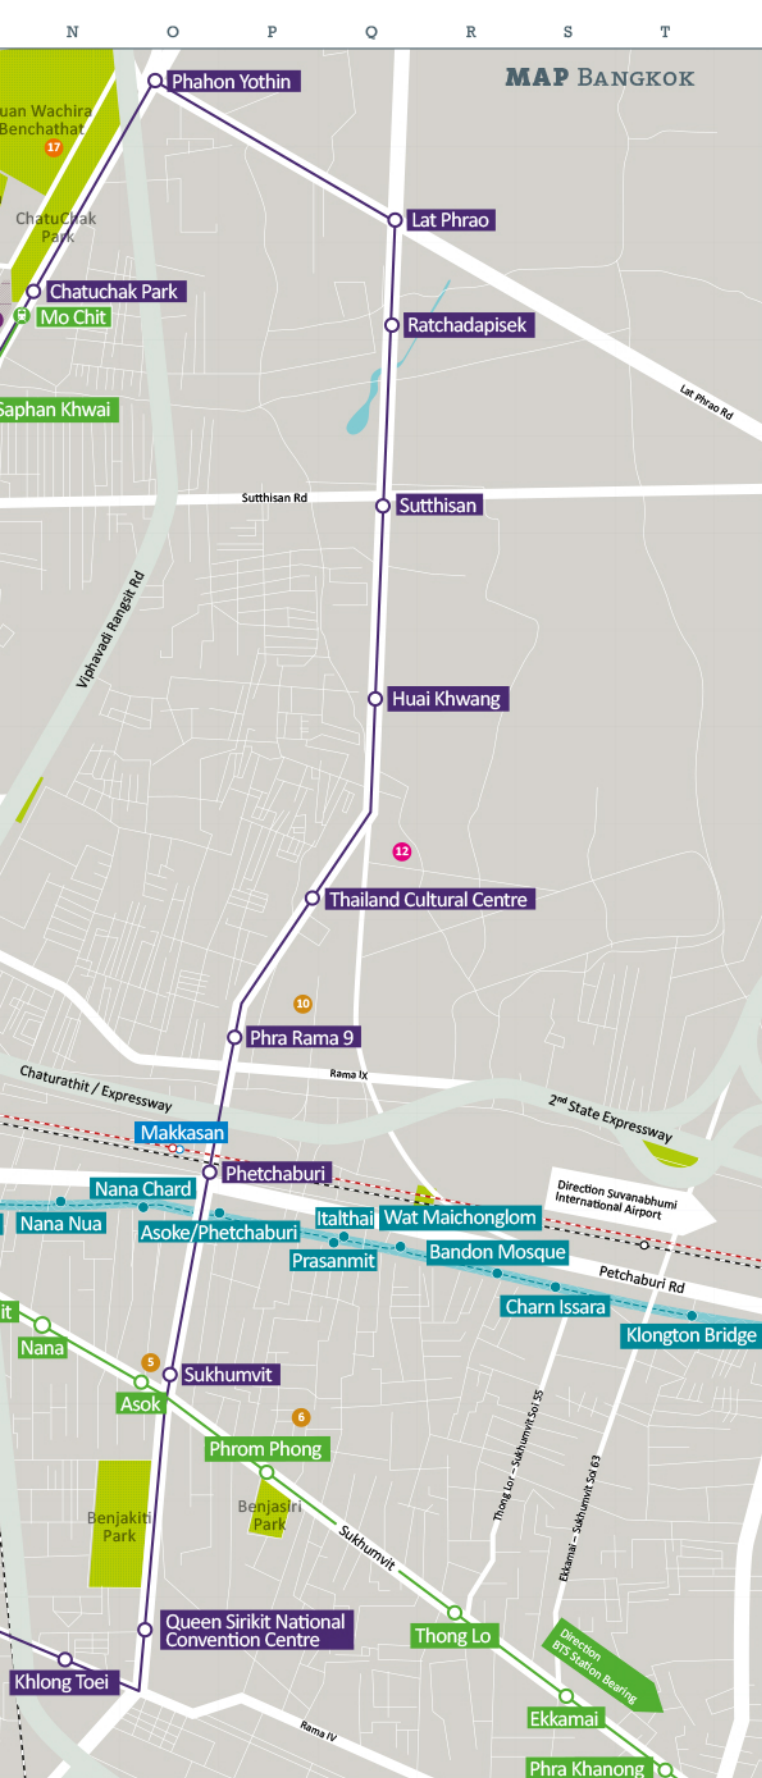 N O P Q R S T
MAP BANGKOK
Phahon Yothin
uan Wachira
Benchathat
17
ChatuChak
Park
Lat Phrao
Chatuchak Park
Mo Chit
Ratchadapisek
Lat Phrao Rd
Saphan Khwai
Sutthisan Rd
Sutthisan
Viphavadi Rangsit Rd
Huai Khwang
12
Thailand Cultural Centre
10
Phra Rama 9
Rama IX
Chaturathit / Expressway
2nd State Expressway
Makkasan
Phetchaburi
Nana Chard
Direction Suvanabhumi
International Airport
Nana Nua
Asoke/Phetchaburi
Italthai
Wat Maichonglom
Prasanmit
Bandon Mosque
Petchaburi Rd
Charn Issara
Klongton Bridge
it
Nana
5
Sukhumvit
Asok
6
Phrom Phong
Thong Lor – Sukhumvit Soi 55
Ekkamai – Sukhumvit Soi 63
Benjakiti
Park
Benjasiri
Park
Sukhumvit
Queen Sirikit National
Convention Centre
Thong Lo
Direction
BTS Station Bearing
Khlong Toei
Ekkamai
Rama IV
Phra Khanong